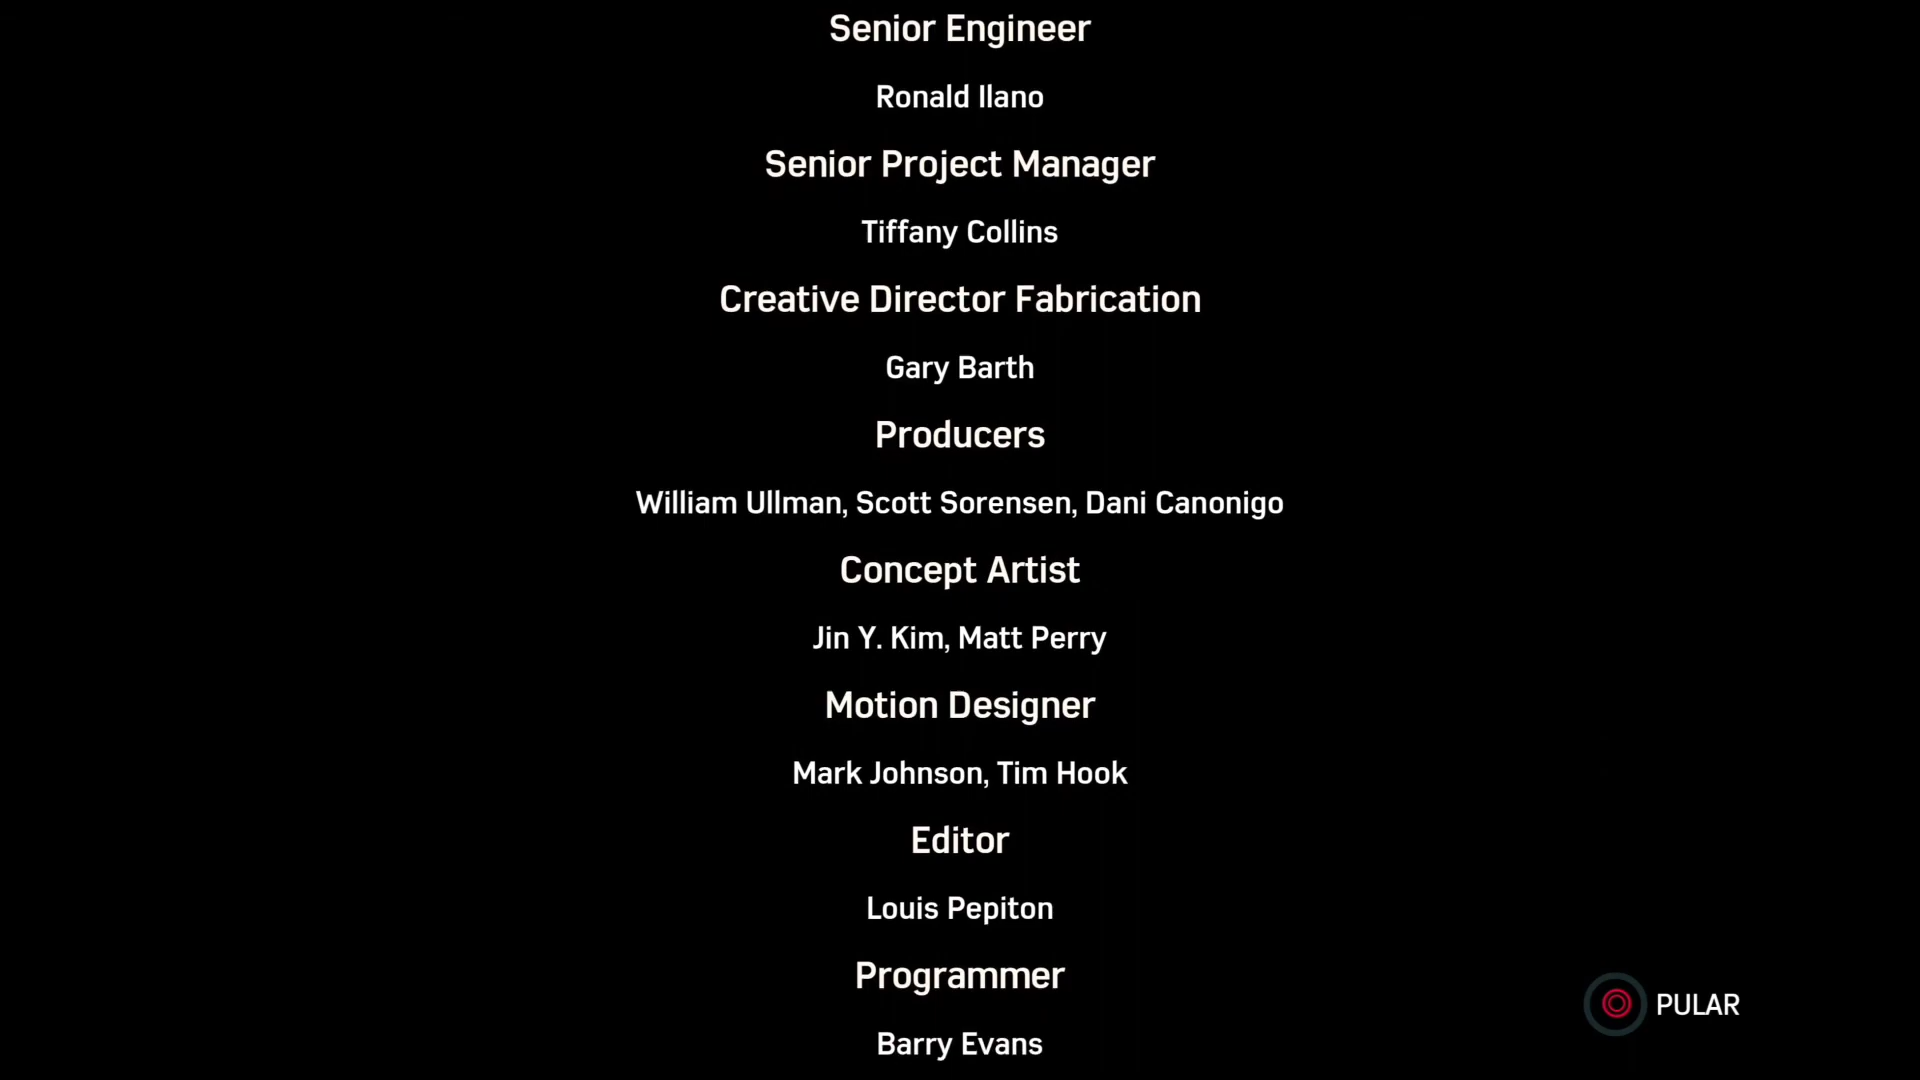 Senior Engineer
Ronald Ilano
Senior Project Manager
Tiffany Collins
Creative Director Fabrication
Gary Barth
Producers
William Ullman, Scott Sorensen, Dani Canonigo
Concept Artist
Jin Y. Kim, Matt Perry
Motion Designer
Mark Johnson, Tim Hook
Editor
Louis Pepiton
Programmer
PULAR
Barry Evans